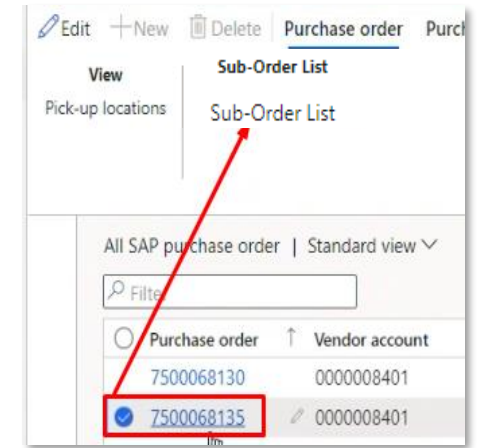 Edit New Delete Purchase order Purch
View Sub-Order List
Pick-up locations Sub-Order List
All SAP purchase order | Standard view
Filter
Purchase order ↑ Vendor account
7500068130 0000008401
7500068135 0000008401